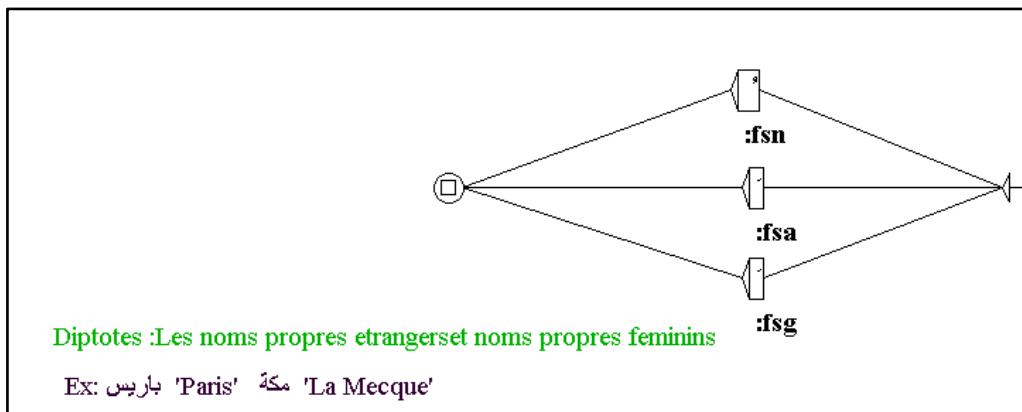 ُ
:fsn
َ
:fsa
َ
:fsg
Diptotes :Les noms propres etrangerset noms propres feminins
Ex: باريس 'Paris' مكة 'La Mecque'